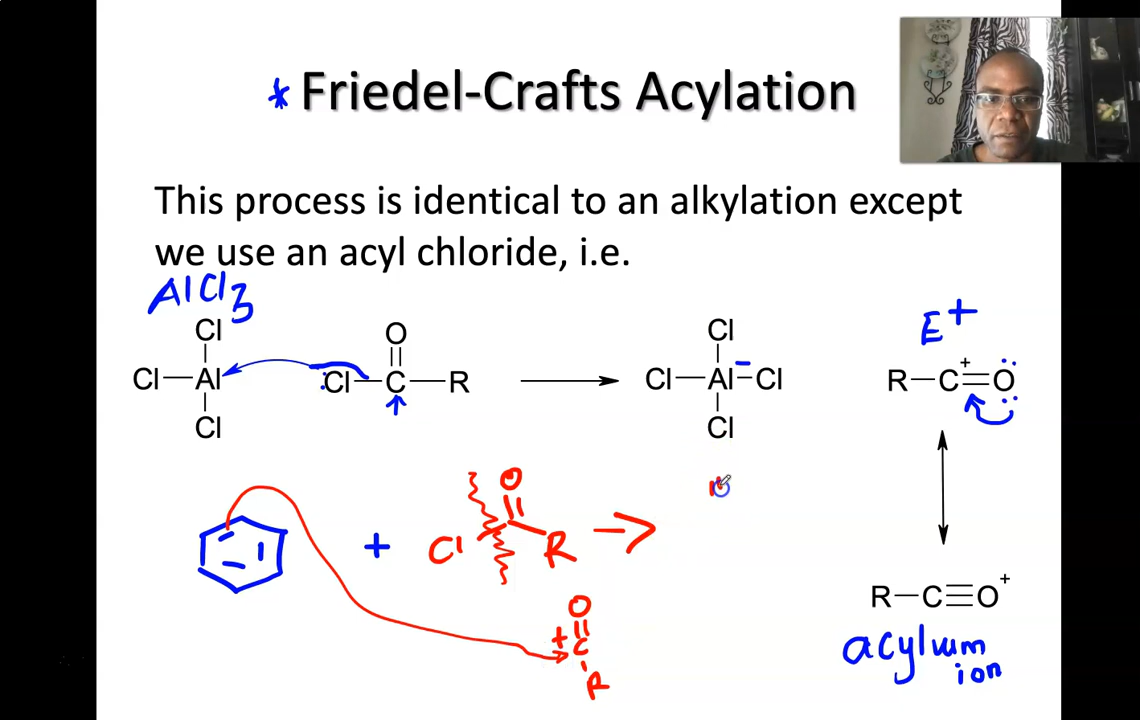 * Friedel-Crafts Acylation
This process is identical to an alkylation except
we use an acyl chloride, i.e.
AlCl3
Cl
Cl—Al
Cl
O
:Cl—C—R
Cl
Cl—Al–Cl
−
Cl
E+
+
R—C=O
+
Cl
O
R
O
+ C
R
+
R—C≡O
acylium
ion